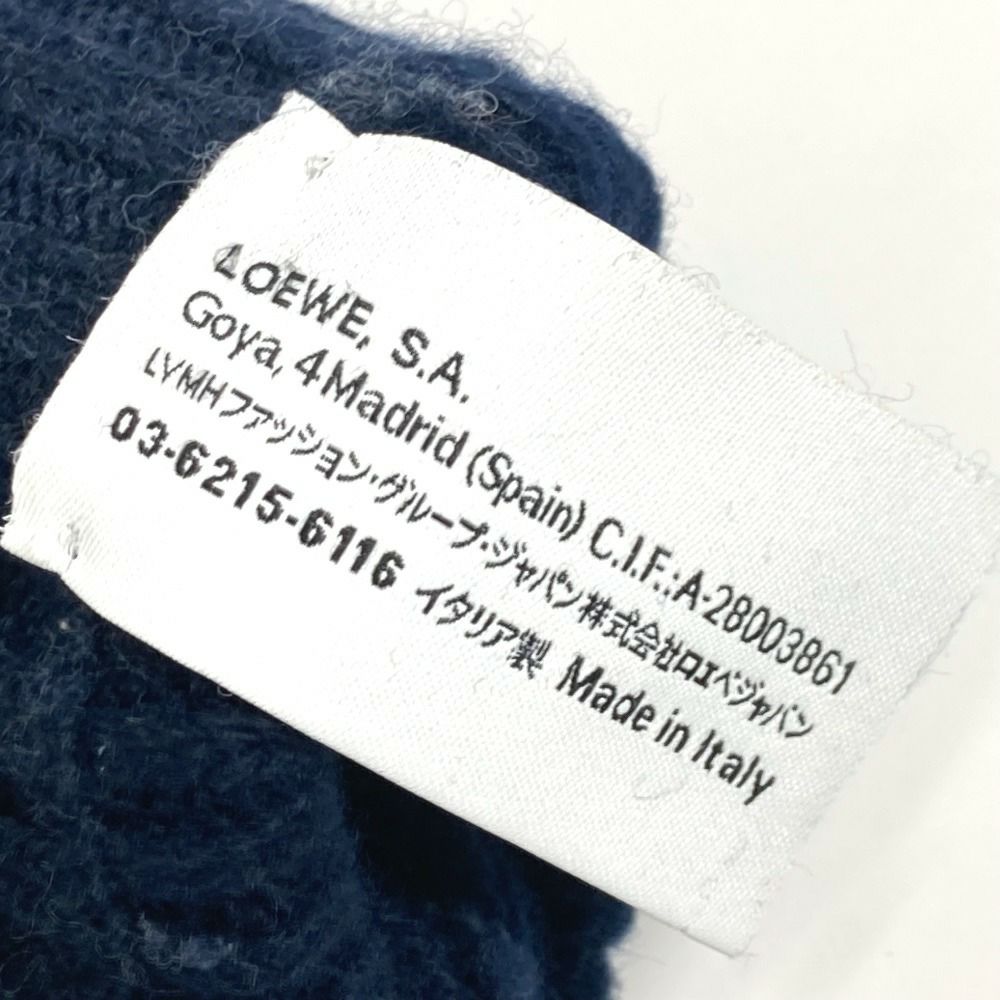 LOEWE, S.A.
Goya, 4 Madrid (Spain) C.I.F.:A-28003861
LVMHファッション・グループ・ジャパン株式会社ロエベジャパン
03-6215-6116 イタリア製 Made in Italy